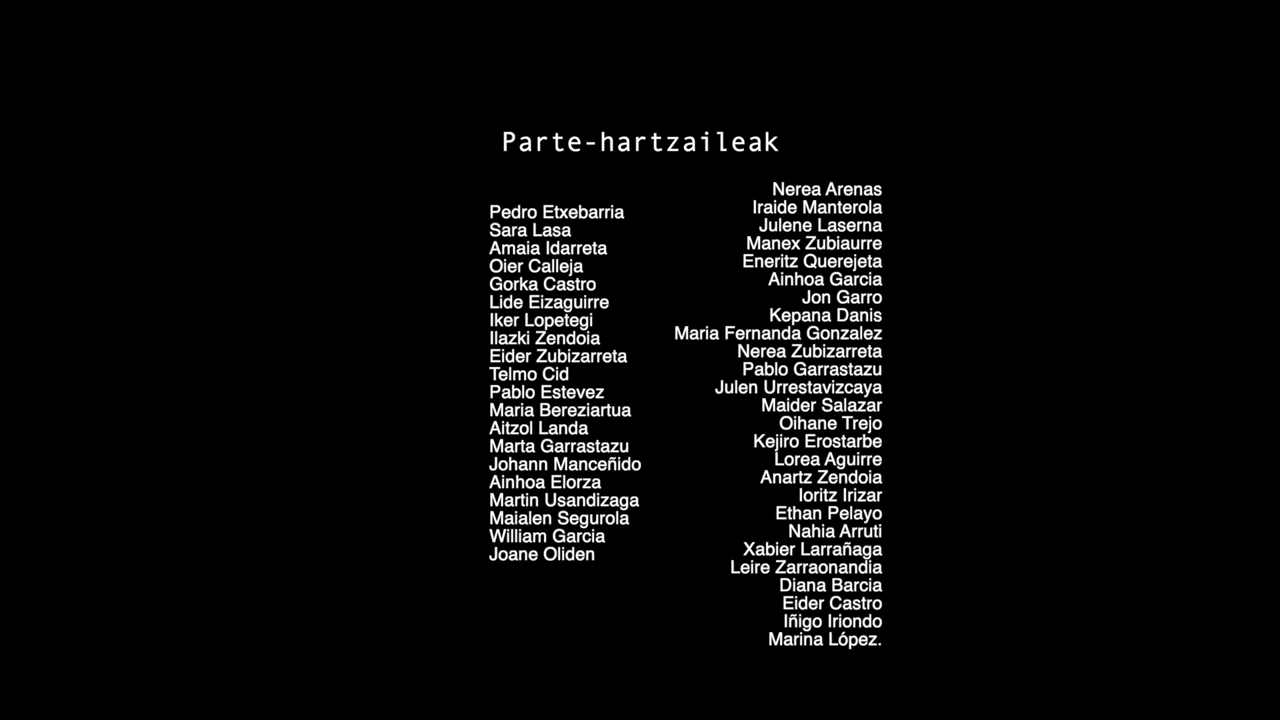 Parte-hartzaileak
Pedro Etxebarria
Sara Lasa
Amaia Idarreta
Oier Calleja
Gorka Castro
Lide Eizaguirre
Iker Lopetegi
Ilazki Zendoia
Eider Zubizarreta
Telmo Cid
Pablo Estevez
Maria Bereziartua
Aitzol Landa
Marta Garrastazu
Johann Manceñido
Ainhoa Elorza
Martin Usandizaga
Maialen Segurola
William Garcia
Joane Oliden
Nerea Arenas
Iraide Manterola
Julene Laserna
Manex Zubiaurre
Eneritz Querejeta
Ainhoa Garcia
Jon Garro
Kepana Danis
Maria Fernanda Gonzalez
Nerea Zubizarreta
Pablo Garrastazu
Julen Urrestavizcaya
Maider Salazar
Oihane Trejo
Kejiro Erostarbe
Lorea Aguirre
Anartz Zendoia
Ioritz Irizar
Ethan Pelayo
Nahia Arruti
Xabier Larrañaga
Leire Zarraonandia
Diana Barcia
Eider Castro
Iñigo Iriondo
Marina López.